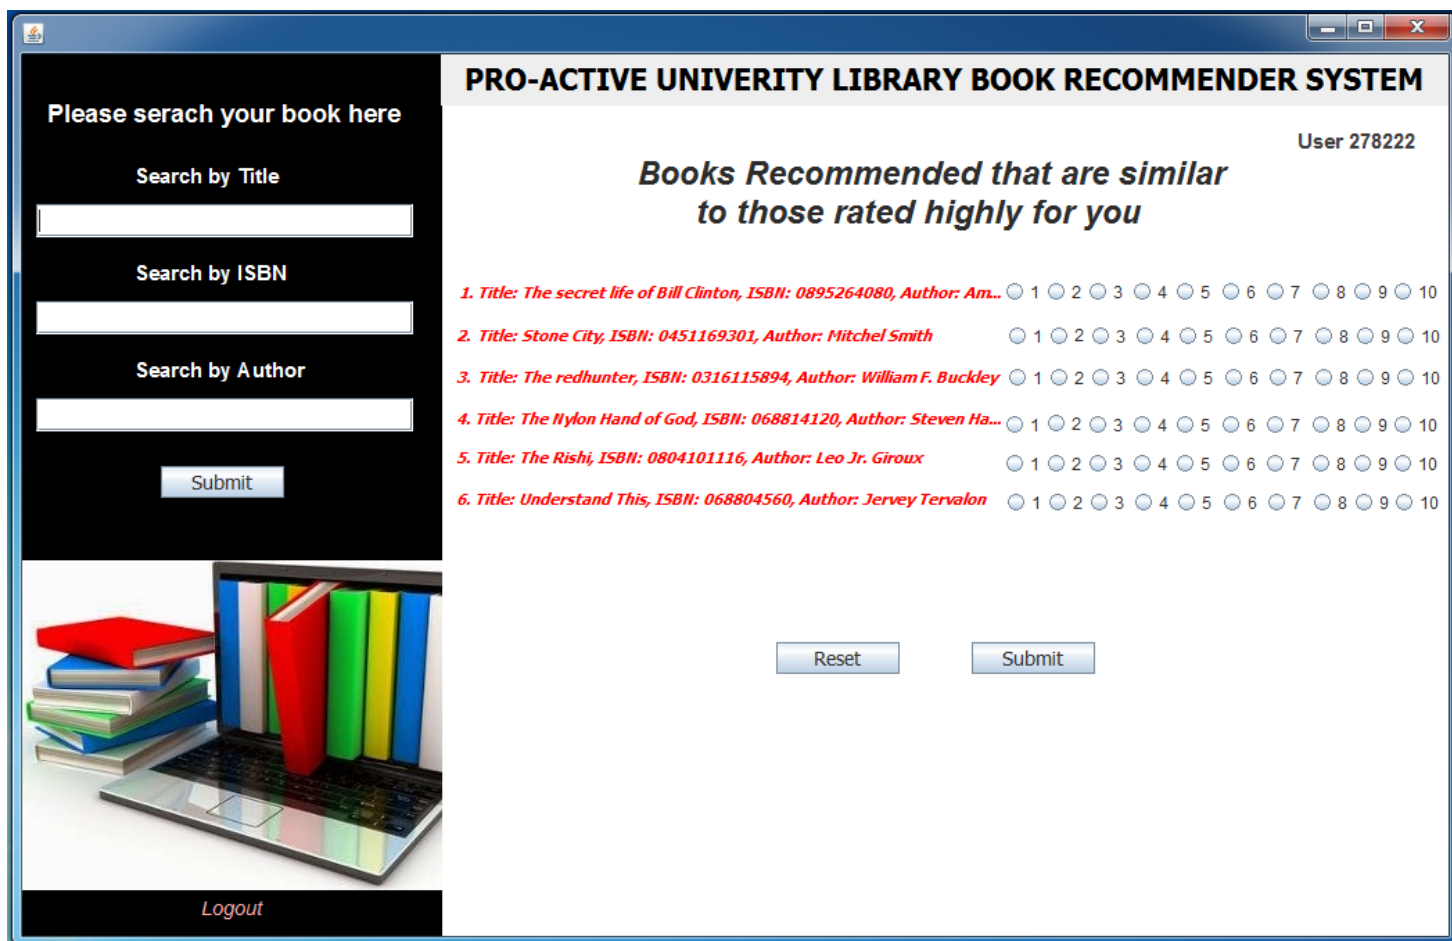 PRO-ACTIVE UNIVERITY LIBRARY BOOK RECOMMENDER SYSTEM
Please serach your book here
Search by Title
Search by ISBN
Search by Author
Submit
Logout
User 278222
Books Recommended that are similar
to those rated highly for you
1. Title: The secret life of Bill Clinton, ISBN: 0895264080, Author: Am... 1 2 3 4 5 6 7 8 9 10
2. Title: Stone City, ISBN: 0451169301, Author: Mitchel Smith 1 2 3 4 5 6 7 8 9 10
3. Title: The redhunter, ISBN: 0316115894, Author: William F. Buckley 1 2 3 4 5 6 7 8 9 10
4. Title: The Nylon Hand of God, ISBN: 068814120, Author: Steven Ha... 1 2 3 4 5 6 7 8 9 10
5. Title: The Rishi, ISBN: 0804101116, Author: Leo Jr. Giroux 1 2 3 4 5 6 7 8 9 10
6. Title: Understand This, ISBN: 068804560, Author: Jervey Tervalon 1 2 3 4 5 6 7 8 9 10
Reset Submit